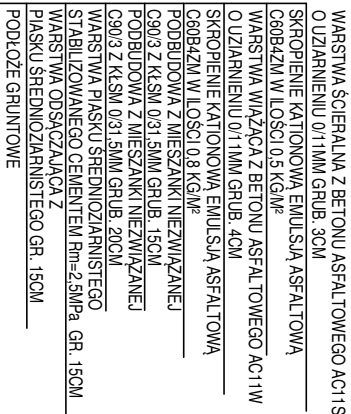 WARSTWA ŚCIERALNA Z BETONU ASFALTOWEGO AC11S
O UZIARNIENIU 0/11MM GRUB. 3CM
SKROPIENIE KATIONOWĄ EMULSJĄ ASFALTOWĄ
C60B4ZM W ILOŚCI 0,5 KG/M²
WARSTWA WIĄŻĄCA Z BETONU ASFALTOWEGO AC11W
O UZIARNIENIU 0/11MM GRUB. 4CM
SKROPIENIE KATIONOWĄ EMULSJĄ ASFALTOWĄ
C60B4ZM W ILOŚCI 0,8 KG/M²
PODBUDOWA Z MIESZANKI NIEZWIĄZANEJ
C90/3 Z KŁSM 0/31,5MM GRUB. 15CM
PODBUDOWA Z MIESZANKI NIEZWIĄZANEJ
C90/3 Z KŁSM 0/31,5MM GRUB. 20CM
WARSTWA PIASKU ŚREDNIOZIARNISTEGO
STABILIZOWANEGO CEMENTEM Rm=2,5MPa GR. 15CM
WARSTWA ODSĄCZAJĄCA Z
PIASKU ŚREDNIOZIARNISTEGO GR. 15CM
PODŁOŻE GRUNTOWE